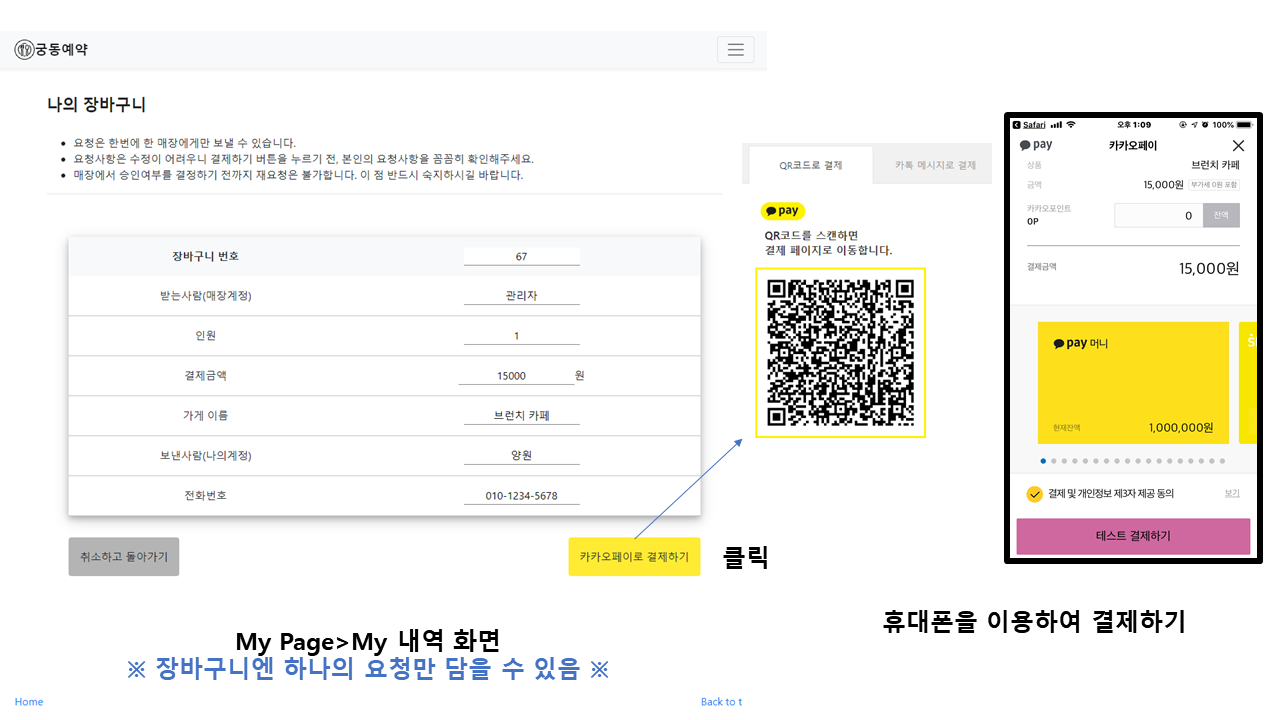 궁동예약
나의 장바구니
요청은 한번에 한 매장에게만 보낼 수 있습니다.
요청사항은 수정이 어려우니 결제하기 버튼을 누르기 전, 본인의 요청사항을 꼼꼼히 확인해주세요.
매장에서 승인여부를 결정하기 전까지 재요청은 불가합니다. 이 점 반드시 숙지하시길 바랍니다.
장바구니 번호 67
받는사람(매장계정) 관리자
인원 1
결제금액 15000 원
가게 이름 브런치 카페
보낸사람(나의계정) 양원
전화번호 010-1234-5678
취소하고 돌아가기 카카오페이로 결제하기 클릭
My Page>My 내역 화면
※ 장바구니엔 하나의 요청만 담을 수 있음 ※
Home Back to t
QR코드로 결제 카톡 메시지로 결제
pay
QR코드를 스캔하면
결제 페이지로 이동합니다.
Safari 오후 1:09 100%
pay 카카오페이
상품 브런치 카페
금액 15,000원 부가세 0원 포함
카카오포인트
0P 0 전액
결제금액 15,000원
pay 머니
현재잔액 1,000,000원
결제 및 개인정보 제3자 제공 동의 보기
테스트 결제하기
휴대폰을 이용하여 결제하기